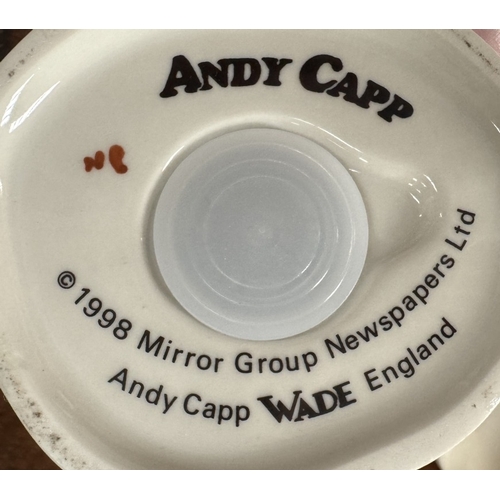 ANDY CAPP
© 1998 Mirror Group Newspapers Ltd
Andy Capp WADE England